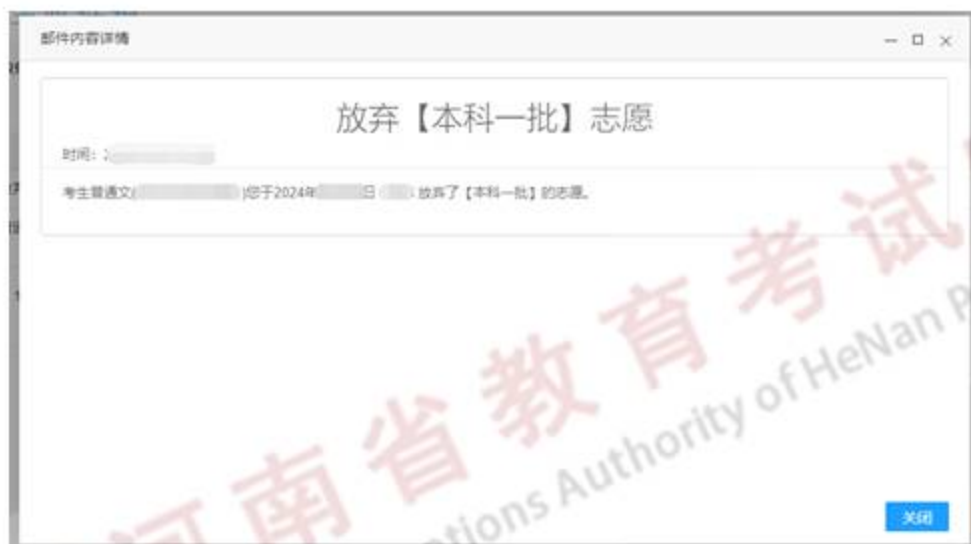 邮件内容详情
放弃【本科一批】志愿
时间：2
考生普通文( )您于2024年 日 放弃了【本科一批】的志愿。
河南省教育考试
tions Authority of HeNan P
关闭